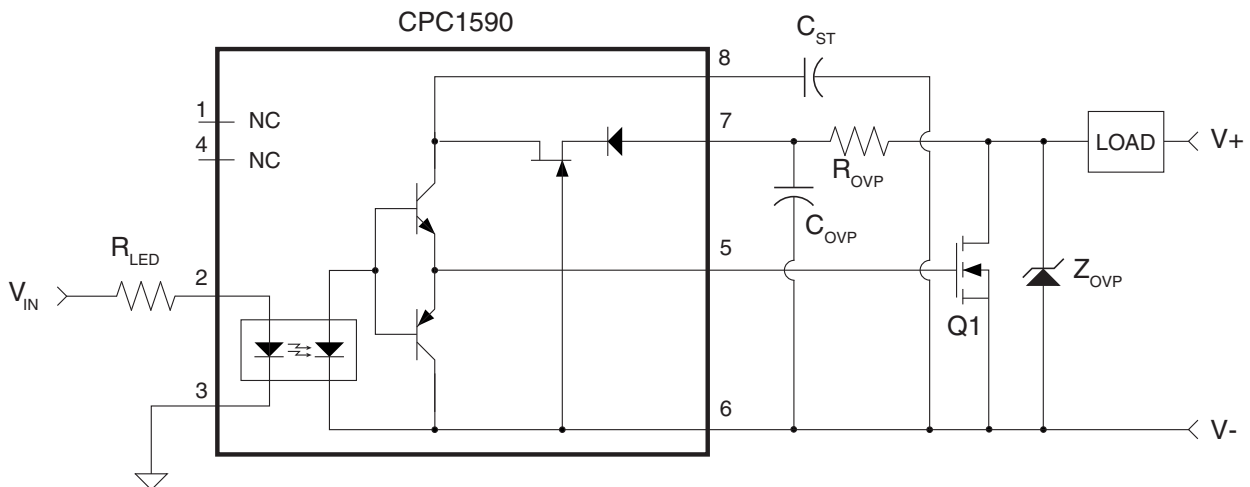 CPC1590
C_ST
8
1 NC
7
4 NC
LOAD
V+
R_OVP
C_OVP
R_LED
5
2
Z_OVP
V_IN
Q1
3
6
V-